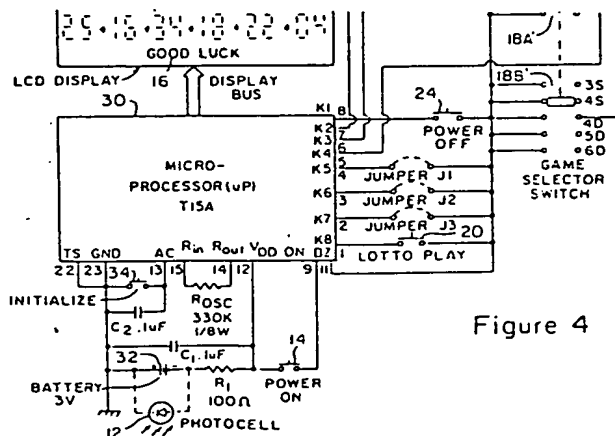 25·16·34·18·22·04
GOOD LUCK
LCD DISPLAY
16
DISPLAY BUS
30
18A'
18B'
24
POWER OFF
3S
4S
4D
5D
6D
GAME SELECTOR SWITCH
K1 8
K2 7
K3
K4 6
K5 5
4
JUMPER J1
K6 3
JUMPER J2
K7 2
JUMPER J3
K8 1
20
LOTTO PLAY
MICRO-
PROCESSOR(uP)
T15A
TS GND AC Rin Rout VDD ON D2
22 23 34 13 15 14 12 9 11
INITIALIZE
ROSC
330K
1/8W
C2 .1uF
Figure 4
32
C1 .1uF
14
BATTERY
3V
R1
100Ω
POWER ON
12
PHOTOCELL